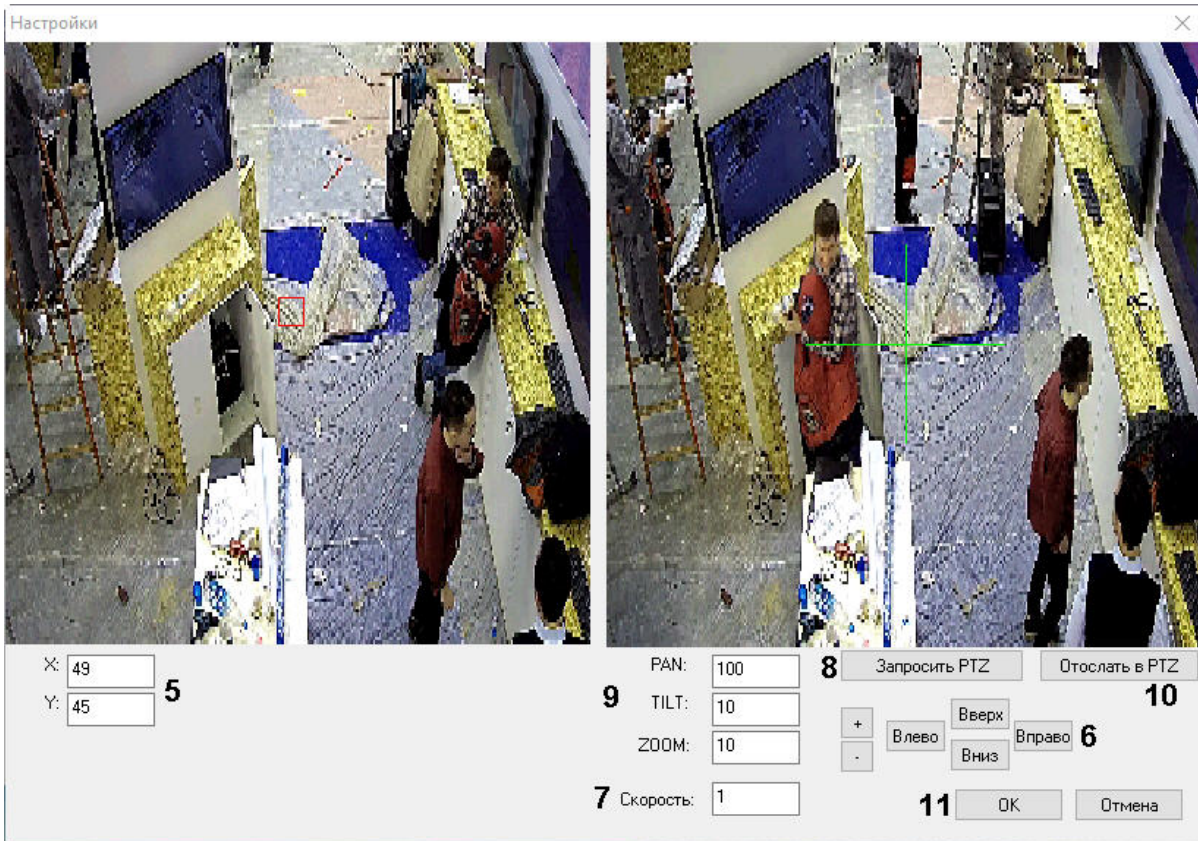 Настройки
X: 49
5
Y: 45
PAN: 100
8 Запросить PTZ
Отослать в PTZ
10
9 TILT: 10
ZOOM: 10
+
-
Влево
Вверх
Вниз
Вправо 6
7 Скорость: 1
11 OK
Отмена